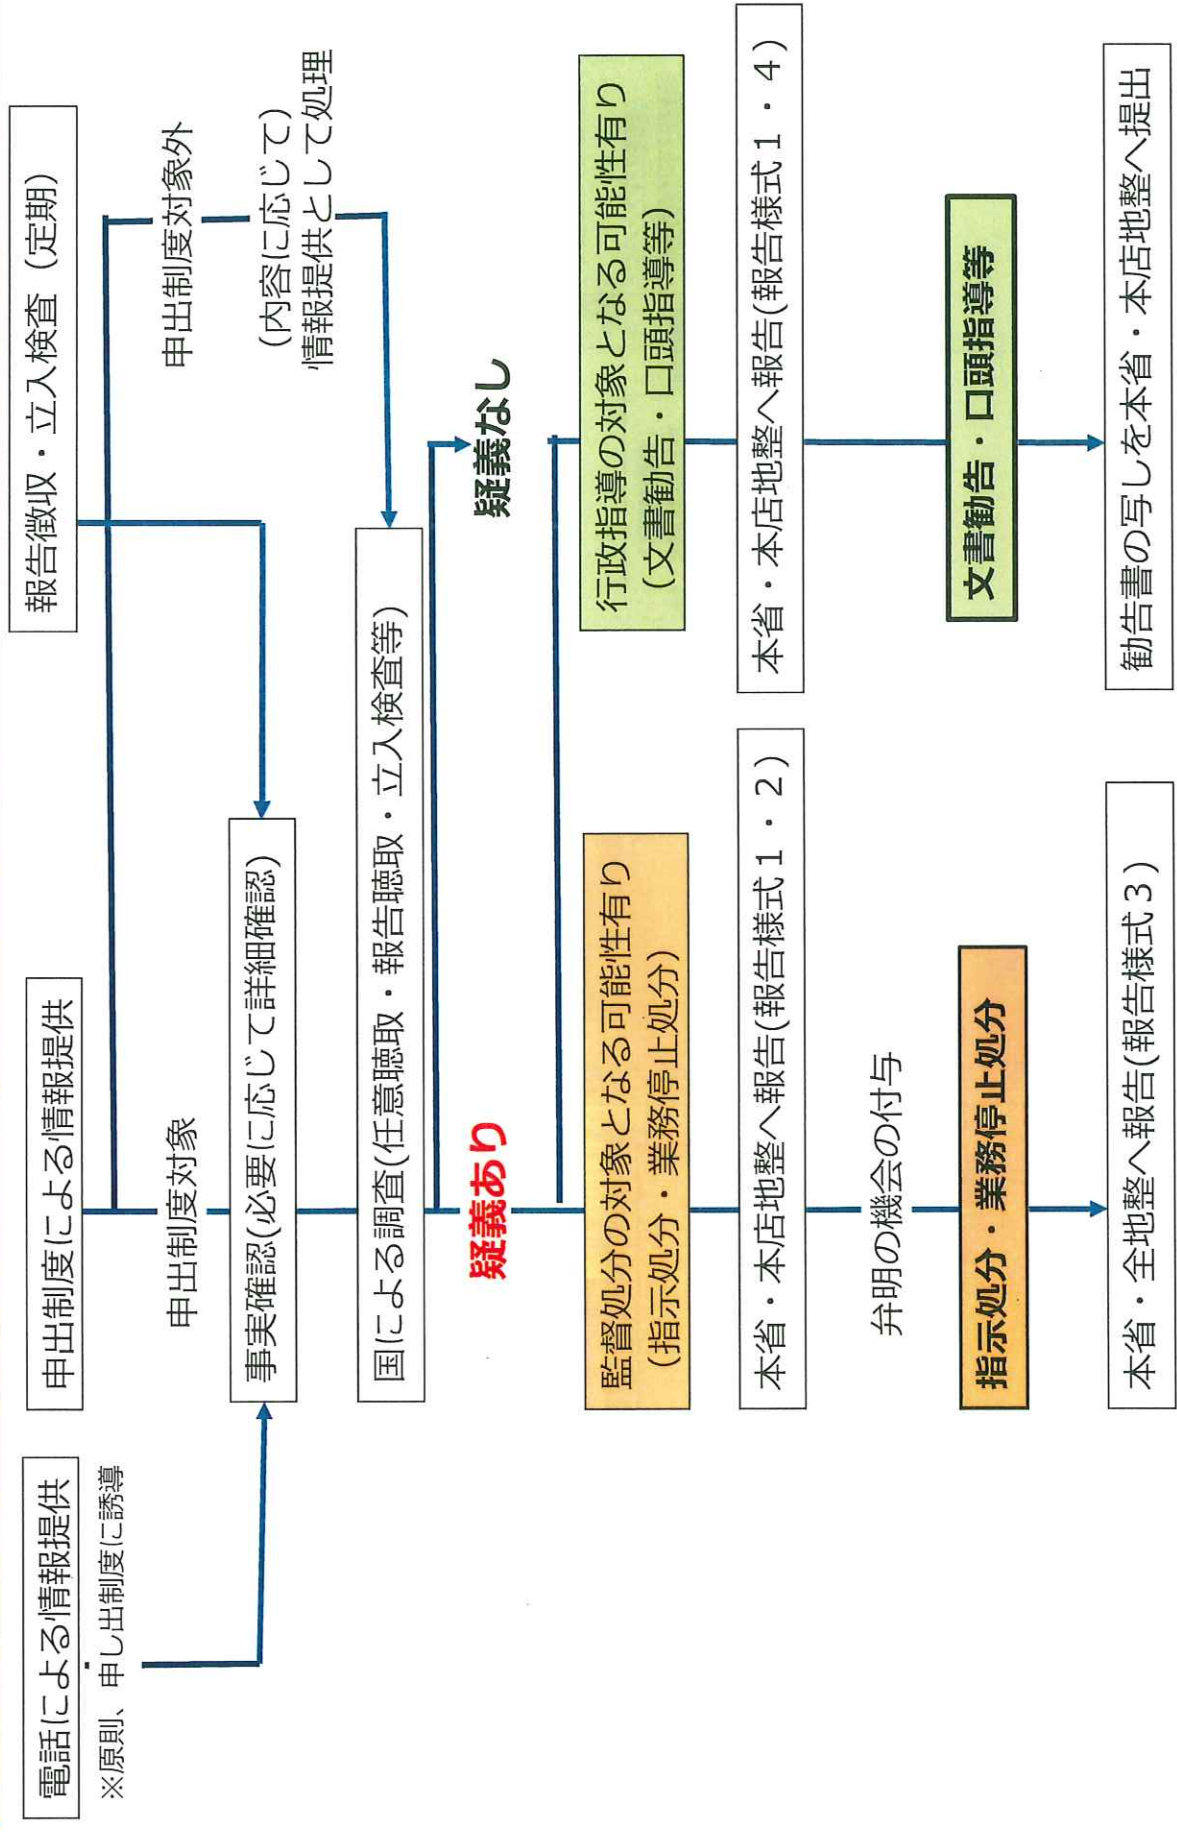 電話による情報提供
※原則、申し出制度に誘導
申出制度による情報提供
報告徴収・立入検査（定期）
申出制度対象
申出制度対象外
(内容に応じて)
情報提供として処理
事実確認(必要に応じて詳細確認)
国による調査(任意聴取・報告聴取・立入検査等)
疑義あり
疑義なし
監督処分の対象となる可能性有り
(指示処分・業務停止処分)
行政指導の対象となる可能性有り
(文書勧告・口頭指導等)
本省・本店地整へ報告(報告様式１・２)
本省・本店地整へ報告(報告様式１・４)
弁明の機会の付与
指示処分・業務停止処分
文書勧告・口頭指導等
本省・全地整へ報告(報告様式３)
勧告書の写しを本省・本店地整へ提出